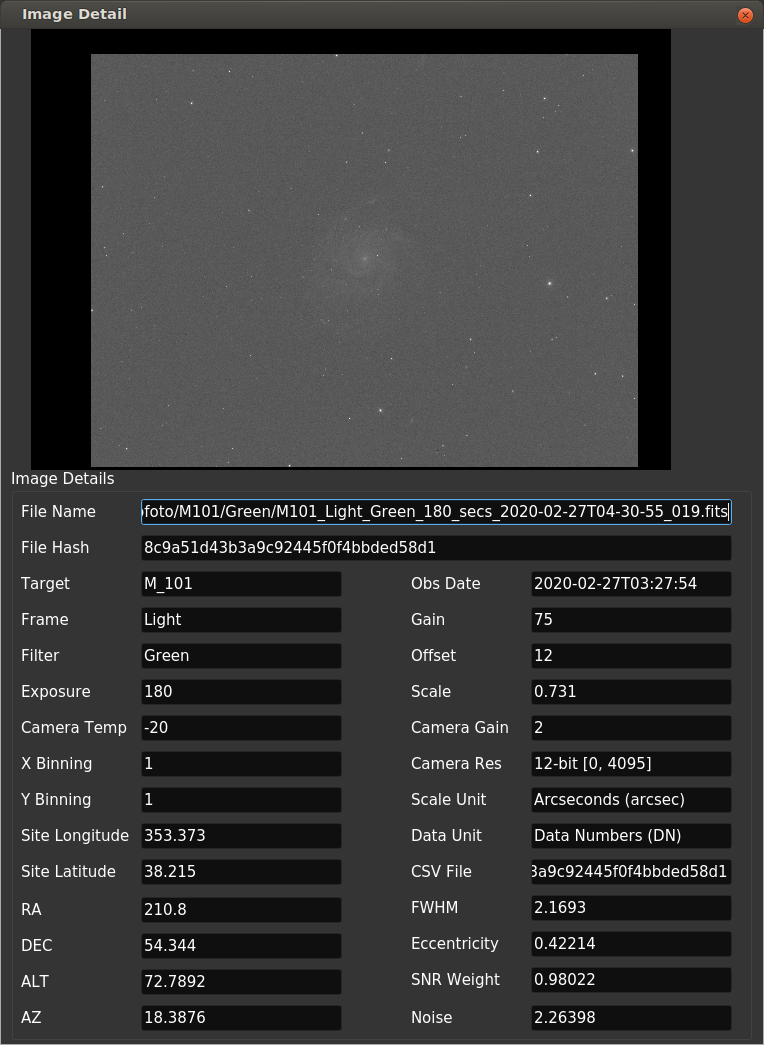 Image Detail
Image Details
File Name ofoto/M101/Green/M101_Light_Green_180_secs_2020-02-27T04-30-55_019.fits
File Hash 8c9a51d43b3a9c92445f0f4bbded58d1
Target M_101 Obs Date 2020-02-27T03:27:54
Frame Light Gain 75
Filter Green Offset 12
Exposure 180 Scale 0.731
Camera Temp -20 Camera Gain 2
X Binning 1 Camera Res 12-bit [0, 4095]
Y Binning 1 Scale Unit Arcseconds (arcsec)
Site Longitude 353.373 Data Unit Data Numbers (DN)
Site Latitude 38.215 CSV File 3a9c92445f0f4bbded58d1
RA 210.8 FWHM 2.1693
DEC 54.344 Eccentricity 0.42214
ALT 72.7892 SNR Weight 0.98022
AZ 18.3876 Noise 2.26398